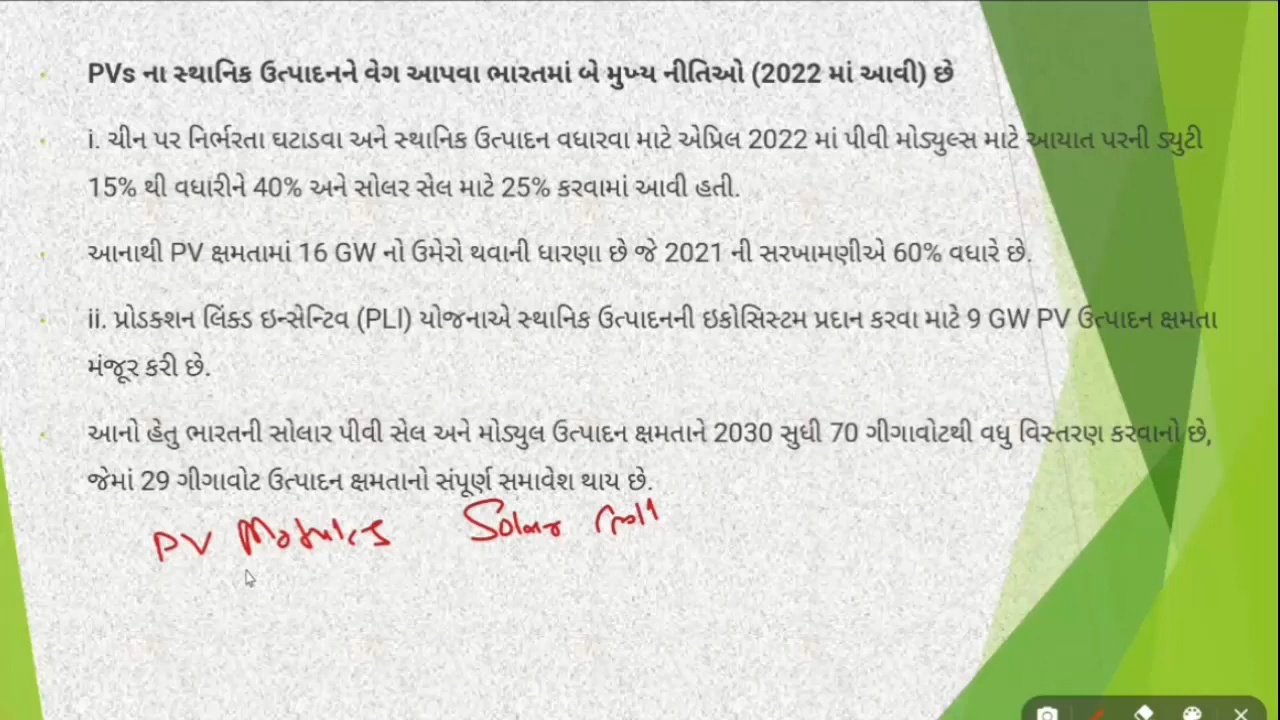 PVs ના સ્થાનિક ઉત્પાદનને વેગ આપવા ભારતમાં બે મુખ્ય નીતિઓ (2022 માં આવી) છે
i. ચીન પર નિર્ભરતા ઘટાડવા અને સ્થાનિક ઉત્પાદન વધારવા માટે એપ્રિલ 2022 માં પીવી મોડ્યુલ્સ માટે આયાત પરની ડ્યુટી
15% થી વધારીને 40% અને સોલર સેલ માટે 25% કરવામાં આવી હતી.
આનાથી PV ક્ષમતામાં 16 GW નો ઉમેરો થવાની ધારણા છે જે 2021 ની સરખામણીએ 60% વધારે છે.
ii. પ્રોડક્શન લિંક્ડ ઇન્સેન્ટિવ (PLI) યોજનાએ સ્થાનિક ઉત્પાદનની ઇકોસિસ્ટમ પ્રદાન કરવા માટે 9 GW PV ઉત્પાદન ક્ષમતા
મંજૂર કરી છે.
આનો હેતુ ભારતની સોલાર પીવી સેલ અને મોડ્યુલ ઉત્પાદન ક્ષમતાને 2030 સુધી 70 ગીગાવોટથી વધુ વિસ્તરણ કરવાનો છે,
જેમાં 29 ગીગાવોટ ઉત્પાદન ક્ષમતાનો સંપૂર્ણ સમાવેશ થાય છે.
PV Modules Solar